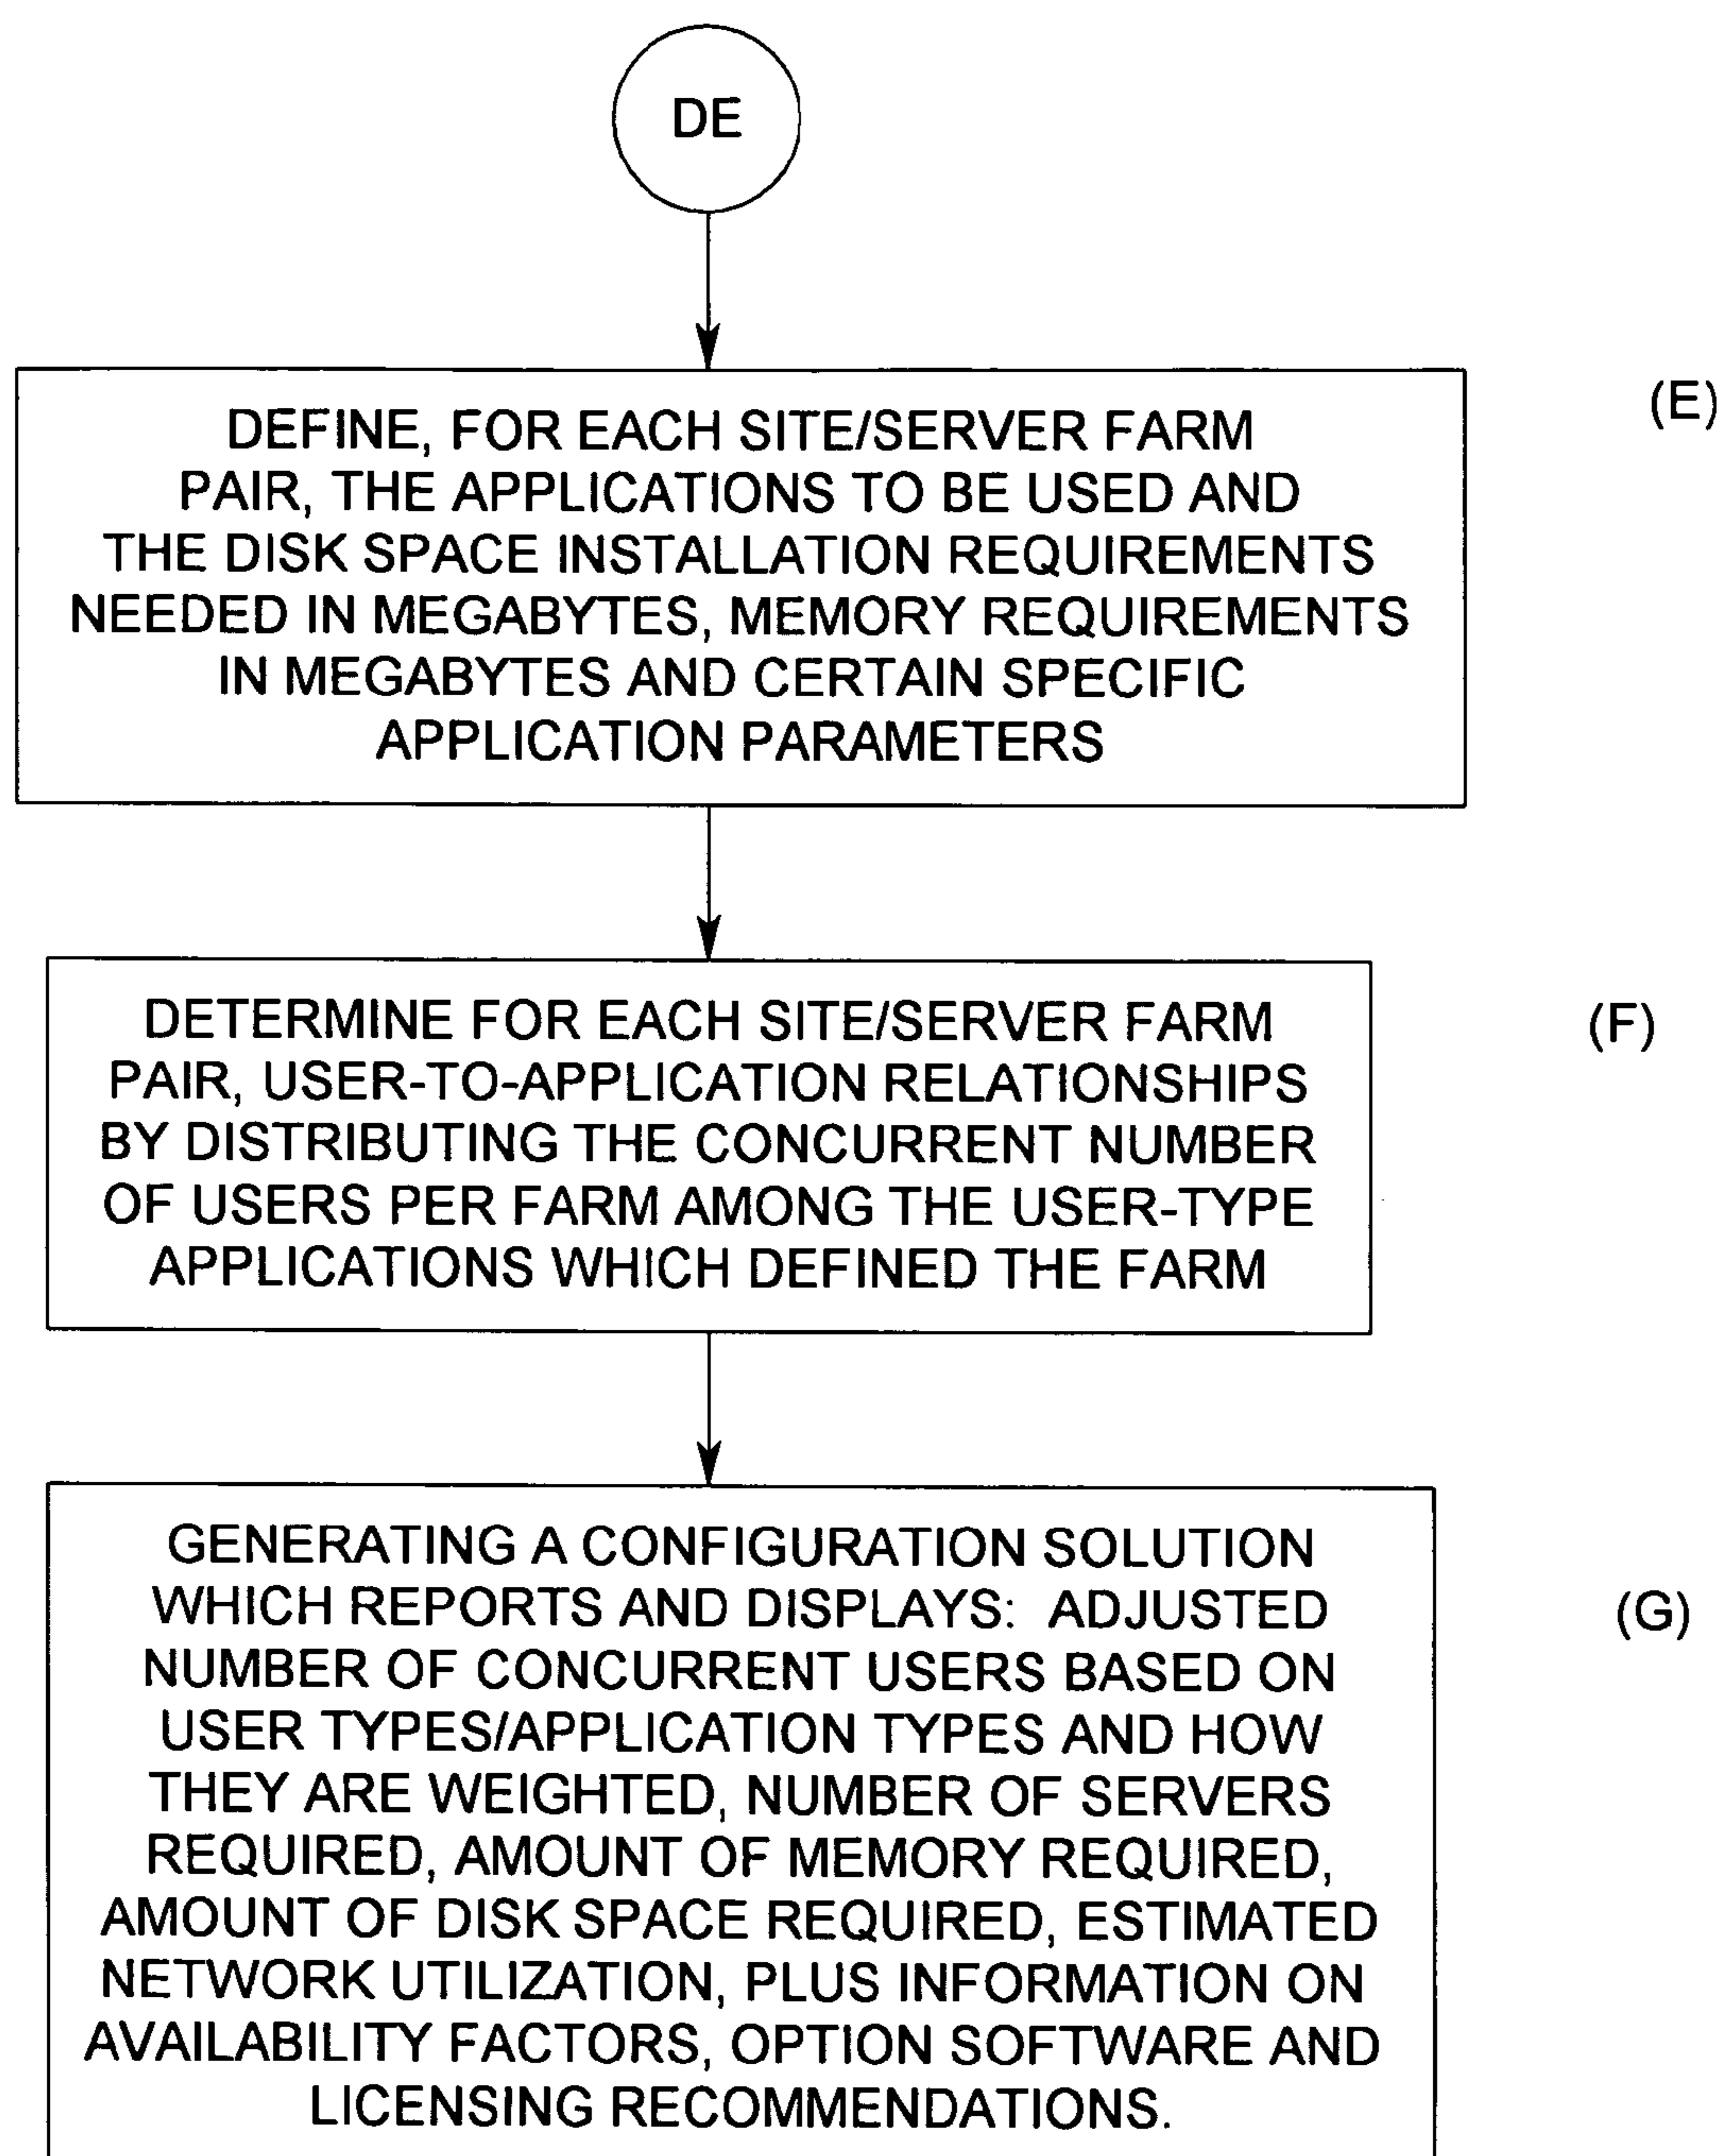 DE
DEFINE, FOR EACH SITE/SERVER FARM
PAIR, THE APPLICATIONS TO BE USED AND
THE DISK SPACE INSTALLATION REQUIREMENTS
NEEDED IN MEGABYTES, MEMORY REQUIREMENTS
IN MEGABYTES AND CERTAIN SPECIFIC
APPLICATION PARAMETERS
(E)
DETERMINE FOR EACH SITE/SERVER FARM
PAIR, USER-TO-APPLICATION RELATIONSHIPS
BY DISTRIBUTING THE CONCURRENT NUMBER
OF USERS PER FARM AMONG THE USER-TYPE
APPLICATIONS WHICH DEFINED THE FARM
(F)
GENERATING A CONFIGURATION SOLUTION
WHICH REPORTS AND DISPLAYS: ADJUSTED
NUMBER OF CONCURRENT USERS BASED ON
USER TYPES/APPLICATION TYPES AND HOW
THEY ARE WEIGHTED, NUMBER OF SERVERS
REQUIRED, AMOUNT OF MEMORY REQUIRED,
AMOUNT OF DISK SPACE REQUIRED, ESTIMATED
NETWORK UTILIZATION, PLUS INFORMATION ON
AVAILABILITY FACTORS, OPTION SOFTWARE AND
LICENSING RECOMMENDATIONS.
(G)